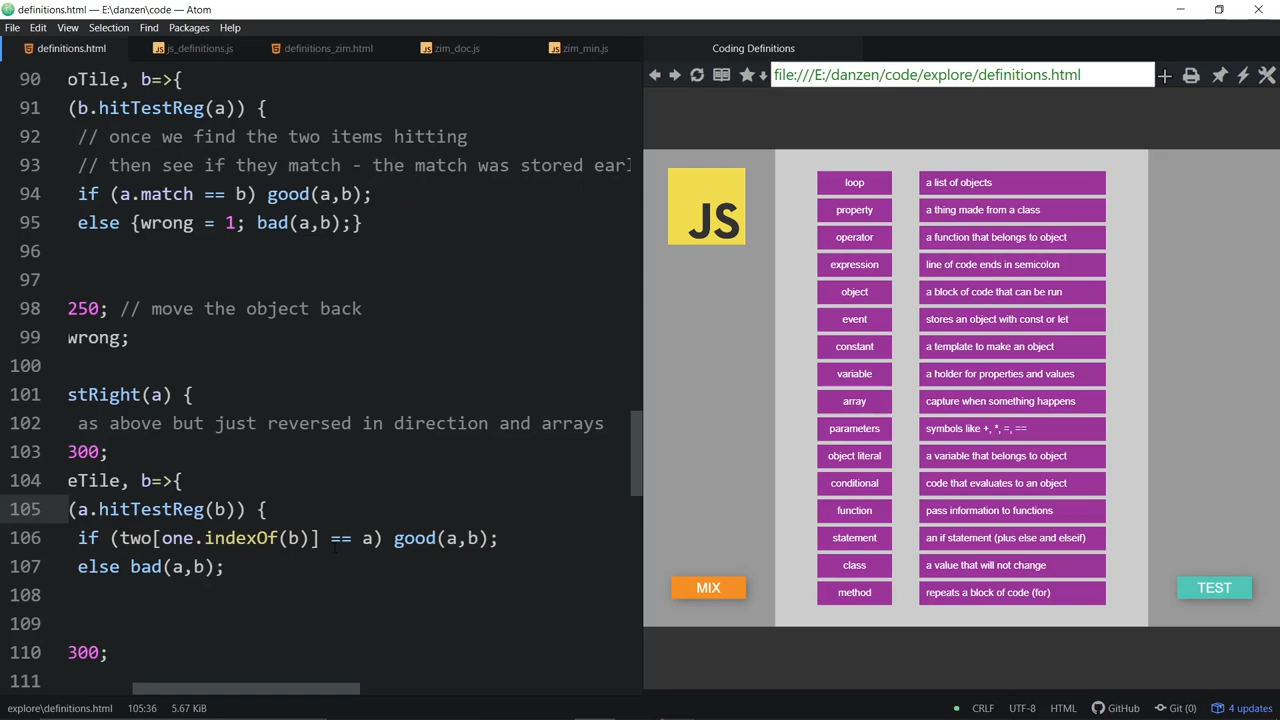 definitions.html — E:\danzen\code — Atom
File Edit View Selection Find Packages Help
definitions.html js_definitions.js definitions_zim.html zim_doc.js zim_min.js
Coding Definitions
file:///E:/danzen/code/explore/definitions.html
90 oTile, b=>{
91 (b.hitTestReg(a)) {
92 // once we find the two items hitting
93 // then see if they match - the match was stored earl
94 if (a.match == b) good(a,b);
95 else {wrong = 1; bad(a,b);}
96
97
98 250; // move the object back
99 wrong;
100
101 stRight(a) {
102 as above but just reversed in direction and arrays
103 300;
104 eTile, b=>{
105 (a.hitTestReg(b)) {
106 if (two[one.indexOf(b)] == a) good(a,b);
107 else bad(a,b);
108
109
110 300;
111
JS
loop a list of objects
property a thing made from a class
operator a function that belongs to object
expression line of code ends in semicolon
object a block of code that can be run
event stores an object with const or let
constant a template to make an object
variable a holder for properties and values
array capture when something happens
parameters symbols like +, *, =, ==
object literal a variable that belongs to object
conditional code that evaluates to an object
function pass information to functions
statement an if statement (plus else and elseif)
class a value that will not change
method repeats a block of code (for)
MIX
TEST
explore\definitions.html 105:36 5.67 KiB CRLF UTF-8 HTML GitHub Git (0) 4 updates